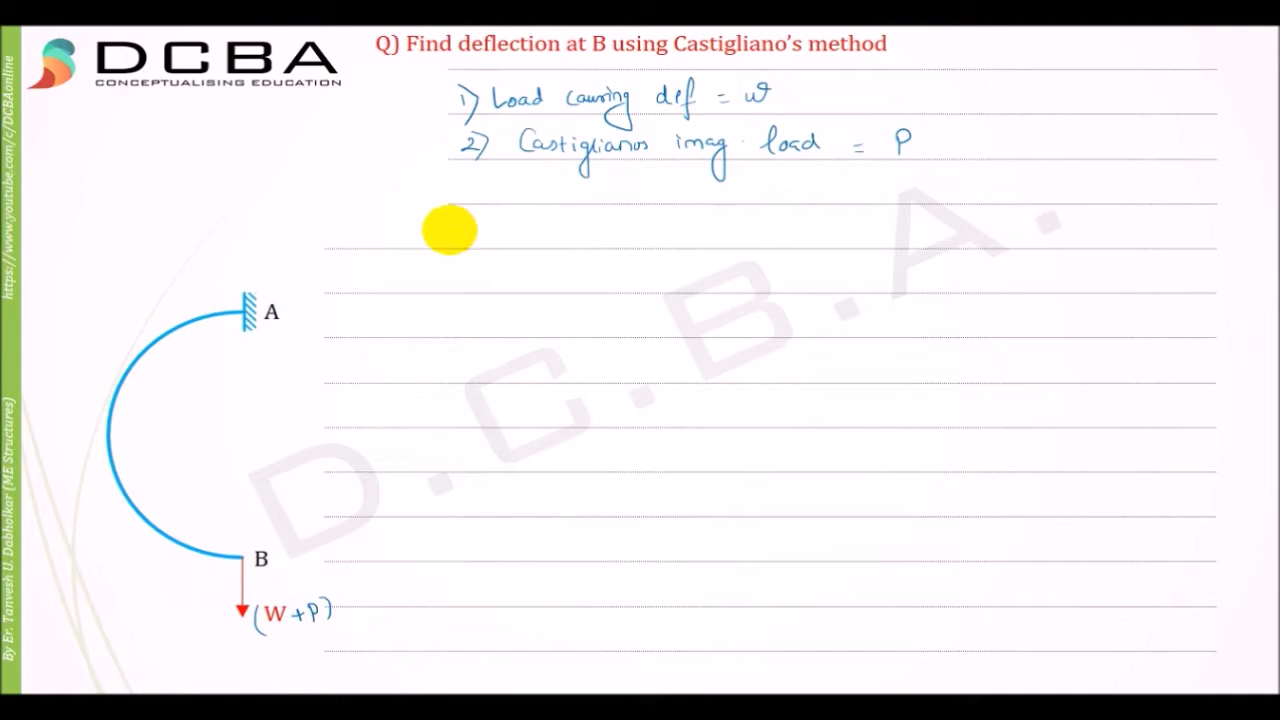 DCBA
CONCEPTUALISING EDUCATION
Q) Find deflection at B using Castigliano's method
1) Load causing def = W
2) Castiglianos imag. load = P
D.C.B.A.
A
B
(W +P)
https://www.youtube.com/c/DCBAonline
By Er. Tanvesh U. Dabholkar (ME Structures)